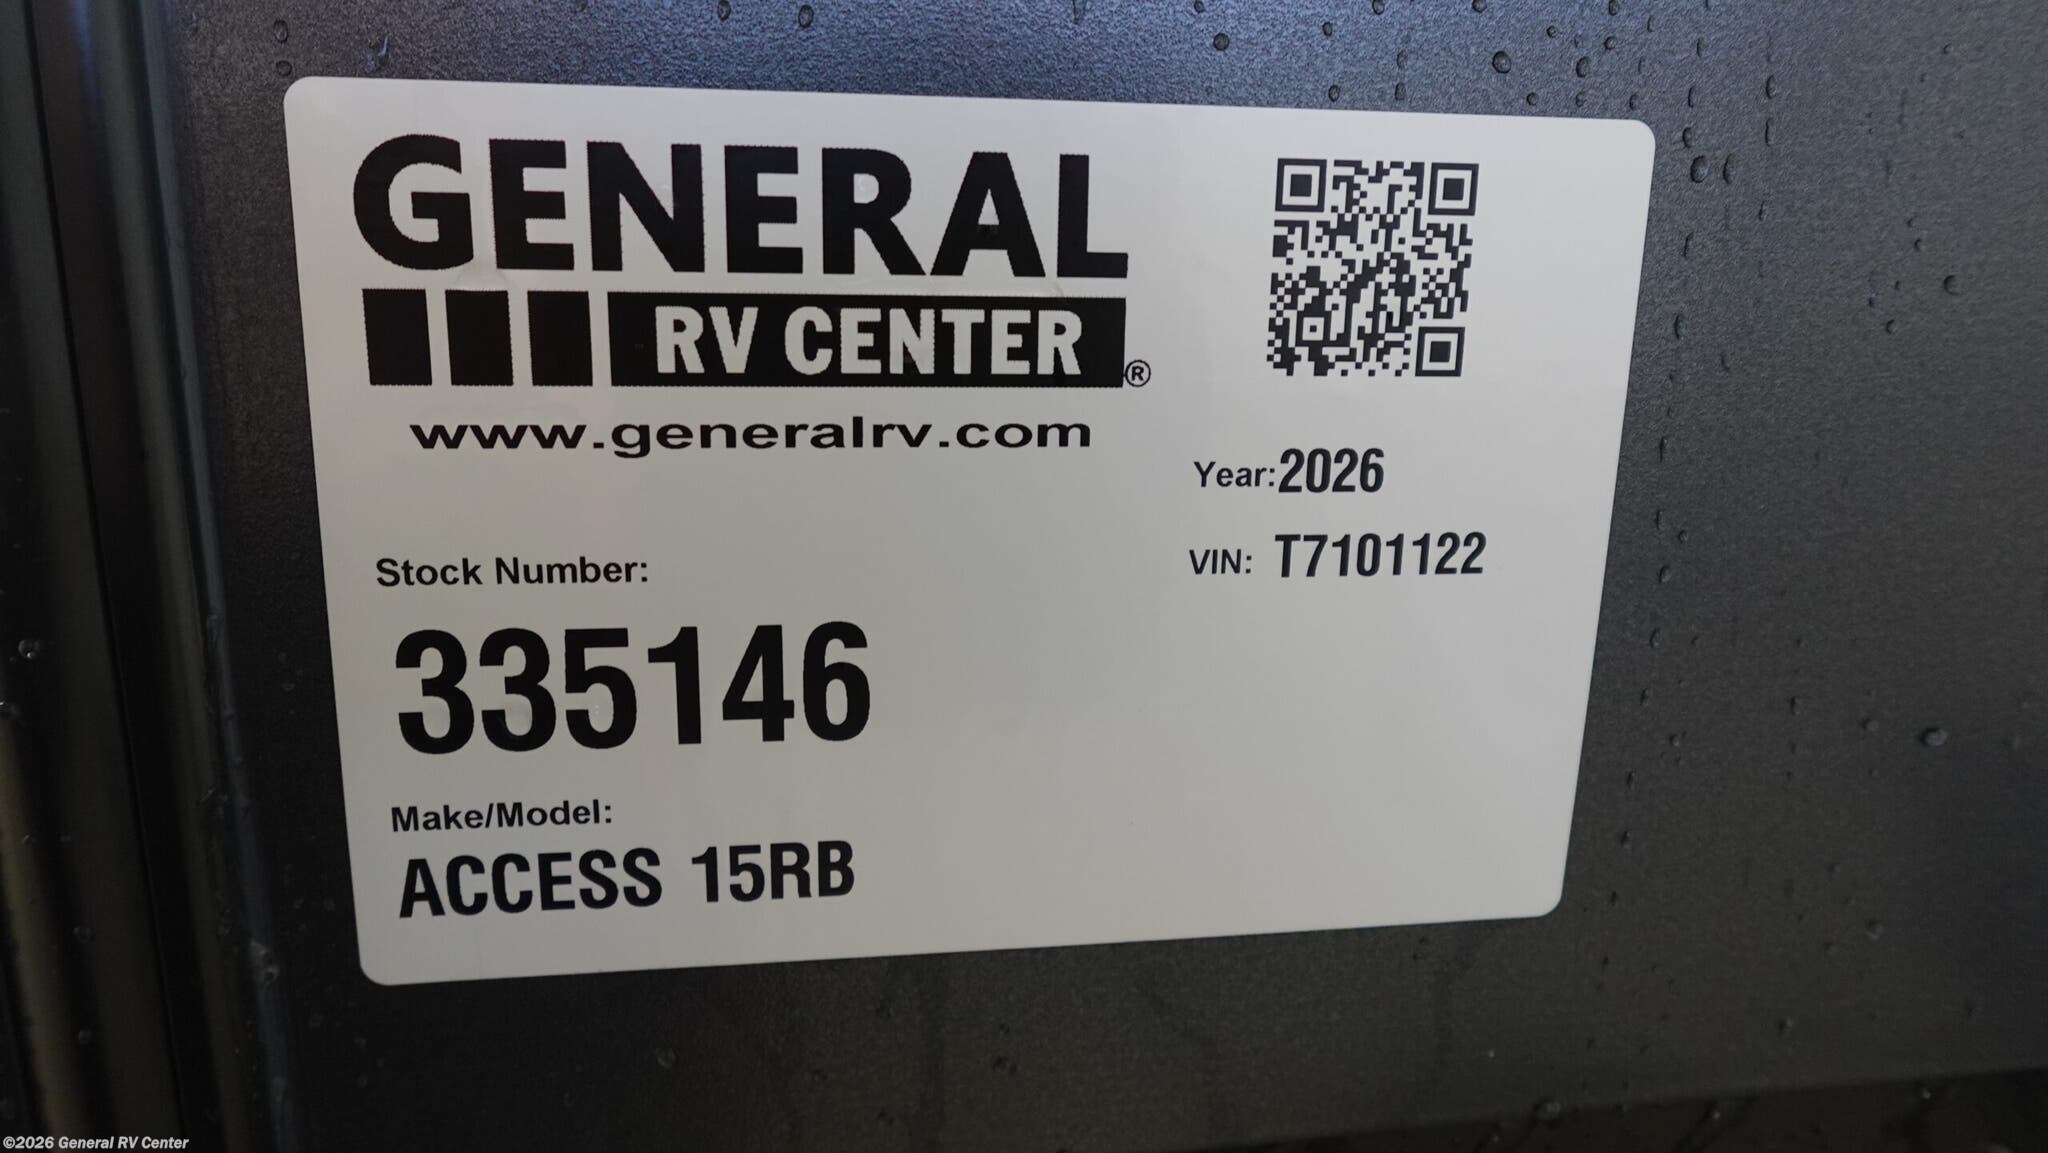 GENERAL
RV CENTER®
www.generalrv.com
Year: 2026
VIN: T7101122
Stock Number:
335146
Make/Model:
ACCESS 15RB
©2026 General RV Center